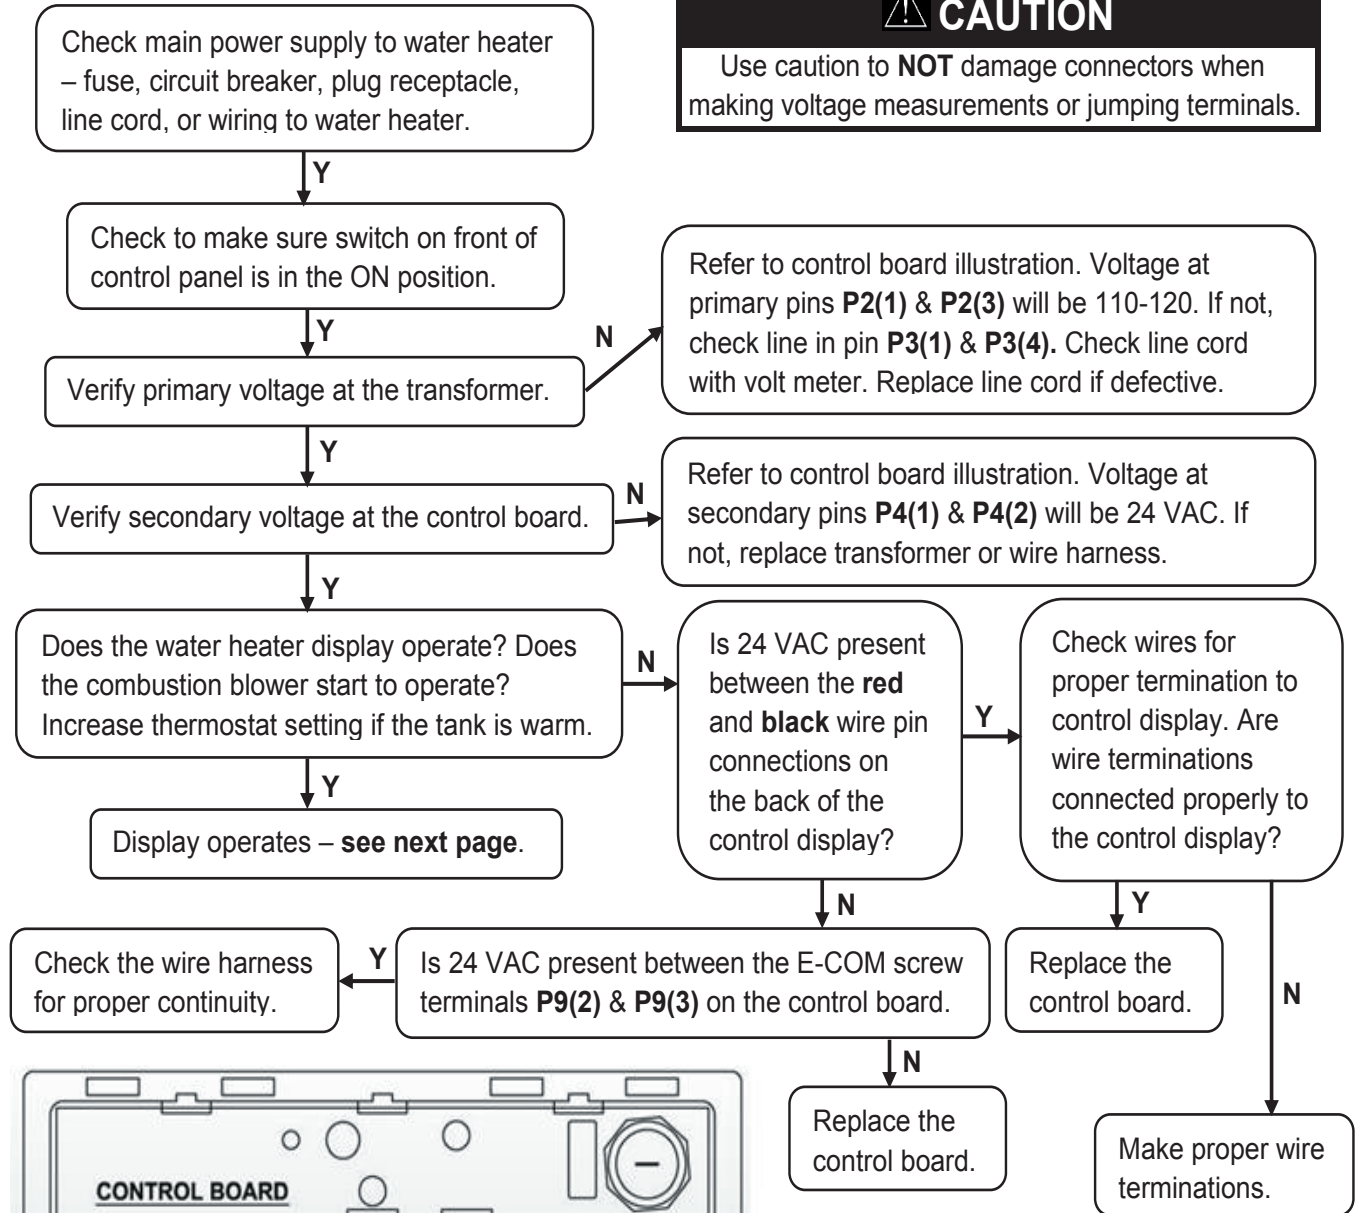 CAUTION
Use caution to NOT damage connectors when
making voltage measurements or jumping terminals.
Check main power supply to water heater
– fuse, circuit breaker, plug receptacle,
line cord, or wiring to water heater.
Y
Check to make sure switch on front of
control panel is in the ON position.
Y
Verify primary voltage at the transformer.
N
Refer to control board illustration. Voltage at
primary pins P2(1) & P2(3) will be 110-120. If not,
check line in pin P3(1) & P3(4). Check line cord
with volt meter. Replace line cord if defective.
Y
Verify secondary voltage at the control board.
N
Refer to control board illustration. Voltage at
secondary pins P4(1) & P4(2) will be 24 VAC. If
not, replace transformer or wire harness.
Y
Does the water heater display operate? Does
the combustion blower start to operate?
Increase thermostat setting if the tank is warm.
N
Is 24 VAC present
between the red
and black wire pin
connections on
the back of the
control display?
Y
Check wires for
proper termination to
control display. Are
wire terminations
connected properly to
the control display?
Y
Display operates – see next page.
N
Y
N
Check the wire harness
for proper continuity.
Y
Is 24 VAC present between the E-COM screw
terminals P9(2) & P9(3) on the control board.
Replace the
control board.
N
Replace the
control board.
Make proper wire
terminations.
CONTROL BOARD